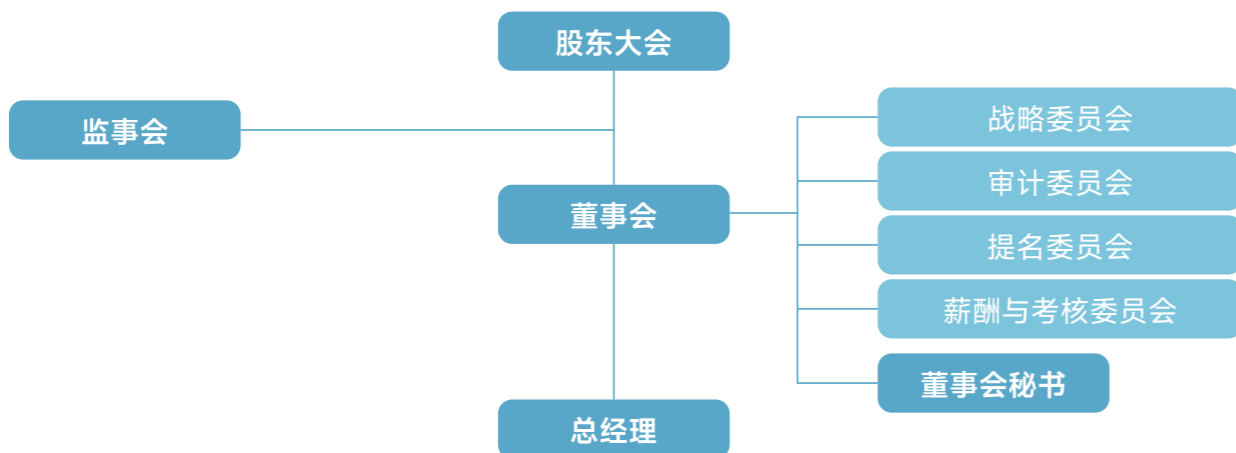 股东大会
监事会
董事会
战略委员会
审计委员会
提名委员会
薪酬与考核委员会
董事会秘书
总经理